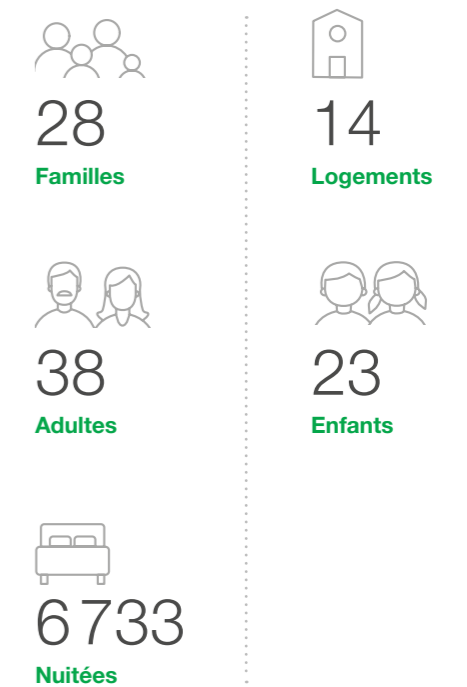 28
Familles
14
Logements
38
Adultes
23
Enfants
6 733
Nuitées